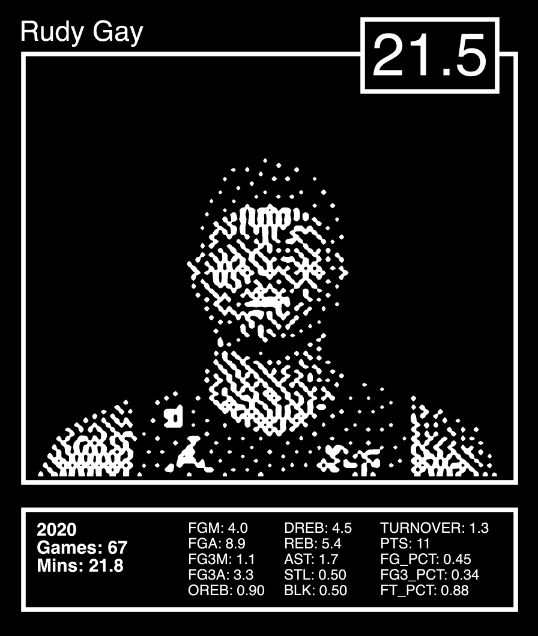 Rudy Gay
21.5
2020
Games: 67
Mins: 21.8
FGM: 4.0
FGA: 8.9
FG3M: 1.1
FG3A: 3.3
OREB: 0.90
DREB: 4.5
REB: 5.4
AST: 1.7
STL: 0.50
BLK: 0.50
TURNOVER: 1.3
PTS: 11
FG_PCT: 0.45
FG3_PCT: 0.34
FT_PCT: 0.88